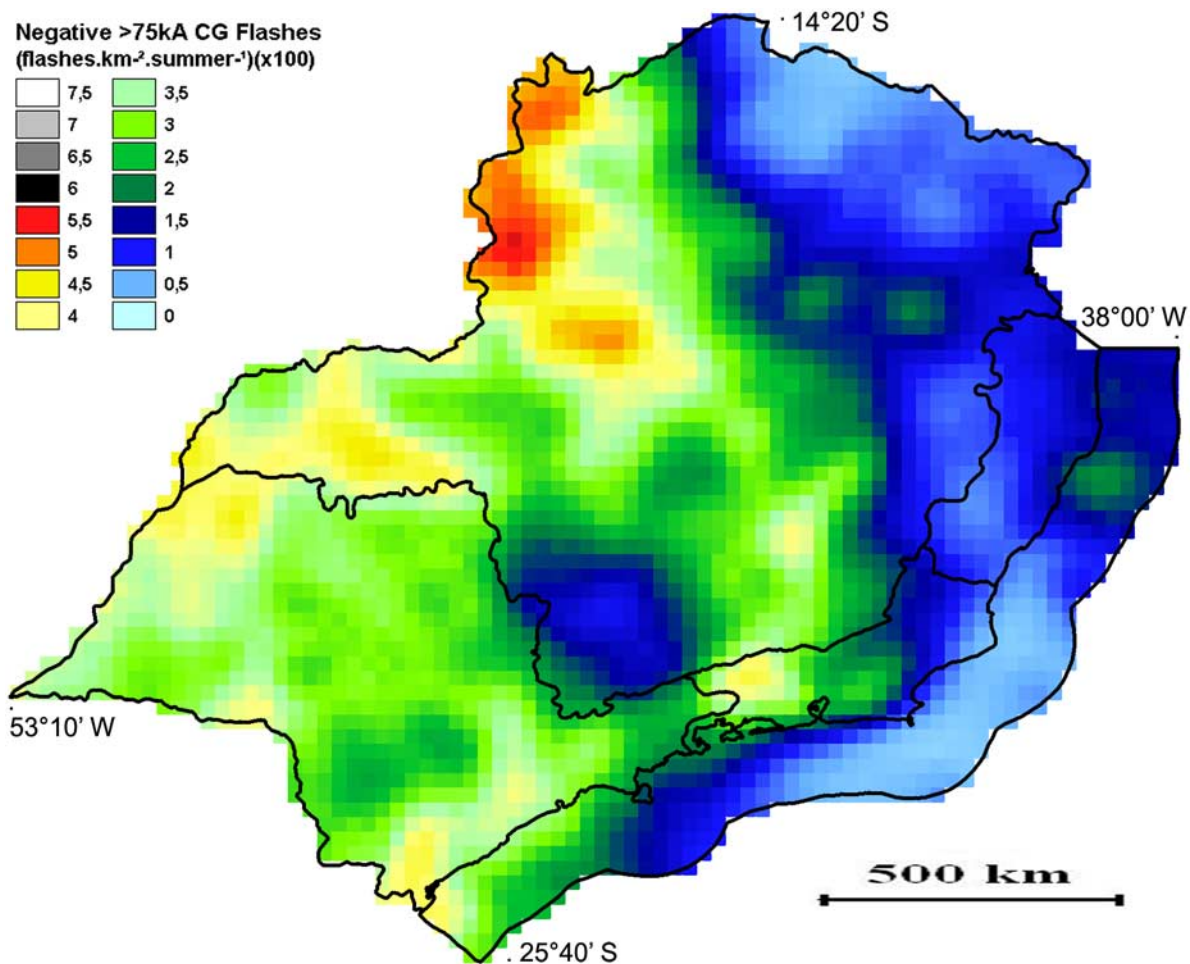 Negative >75kA CG Flashes
(flashes.km-².summer-¹)(x100)
7,5 3,5
7 3
6,5 2,5
6 2
5,5 1,5
5 1
4,5 0,5
4 0
14°20' S
38°00' W
53°10' W
500 km
25°40' S